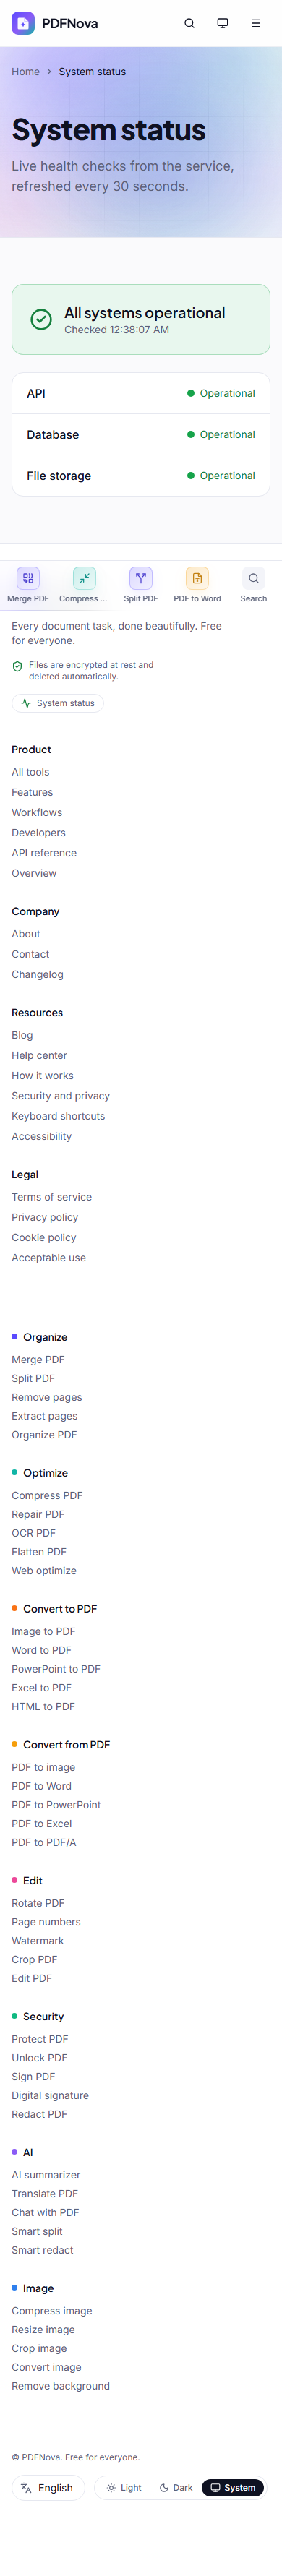 PDFNova
Home > System status
System status
Live health checks from the service,
refreshed every 30 seconds.
All systems operational
Checked 12:38:07 AM
API
Operational
Database
Operational
File storage
Operational
Merge PDF
Compress ...
Split PDF
PDF to Word
Search
Every document task, done beautifully. Free
for everyone.
Files are encrypted at rest and
deleted automatically.
System status
Product
All tools
Features
Workflows
Developers
API reference
Overview
Company
About
Contact
Changelog
Resources
Blog
Help center
How it works
Security and privacy
Keyboard shortcuts
Accessibility
Legal
Terms of service
Privacy policy
Cookie policy
Acceptable use
Organize
Merge PDF
Split PDF
Remove pages
Extract pages
Organize PDF
Optimize
Compress PDF
Repair PDF
OCR PDF
Flatten PDF
Web optimize
Convert to PDF
Image to PDF
Word to PDF
PowerPoint to PDF
Excel to PDF
HTML to PDF
Convert from PDF
PDF to image
PDF to Word
PDF to PowerPoint
PDF to Excel
PDF to PDF/A
Edit
Rotate PDF
Page numbers
Watermark
Crop PDF
Edit PDF
Security
Protect PDF
Unlock PDF
Sign PDF
Digital signature
Redact PDF
AI
AI summarizer
Translate PDF
Chat with PDF
Smart split
Smart redact
Image
Compress image
Resize image
Crop image
Convert image
Remove background
© PDFNova. Free for everyone.
English
Light
Dark
System